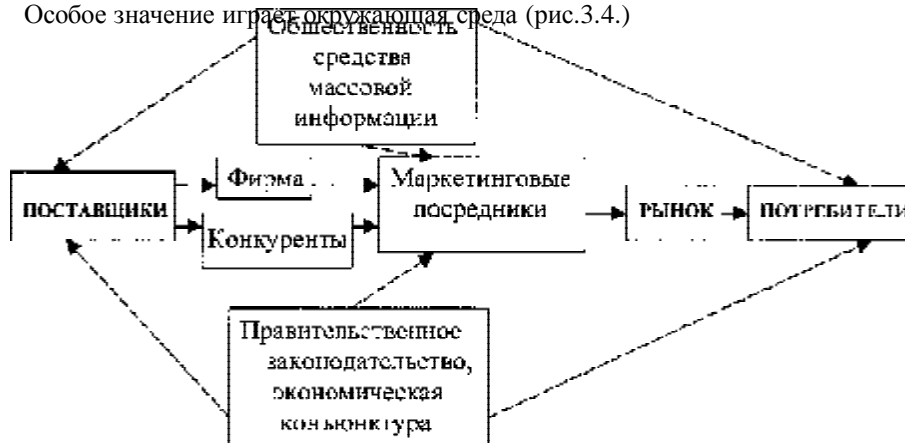 Особое значение играет окружающая среда (рис.3.4.)
Общественность
средства
массовой
информации
Фирма
Маркетинговые
посредники
ПОСТАВЩИКИ
Конкуренты
РЫНОК
ПОТРЕБИТЕЛИ
Правительственное
законодательство,
экономическая
конъюнктура